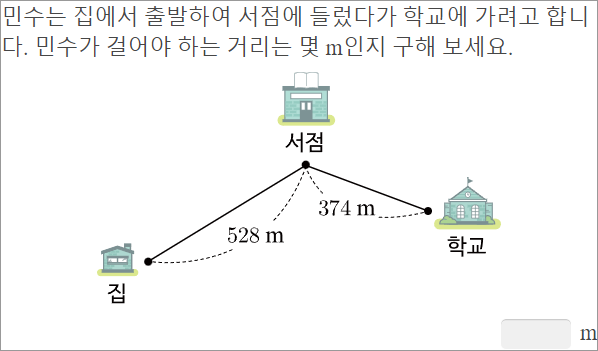 민수는 집에서 출발하여 서점에 들렀다가 학교에 가려고 합니
다. 민수가 걸어야 하는 거리는 몇 m인지 구해 보세요.
서점
374 m
528 m
학교
집
m